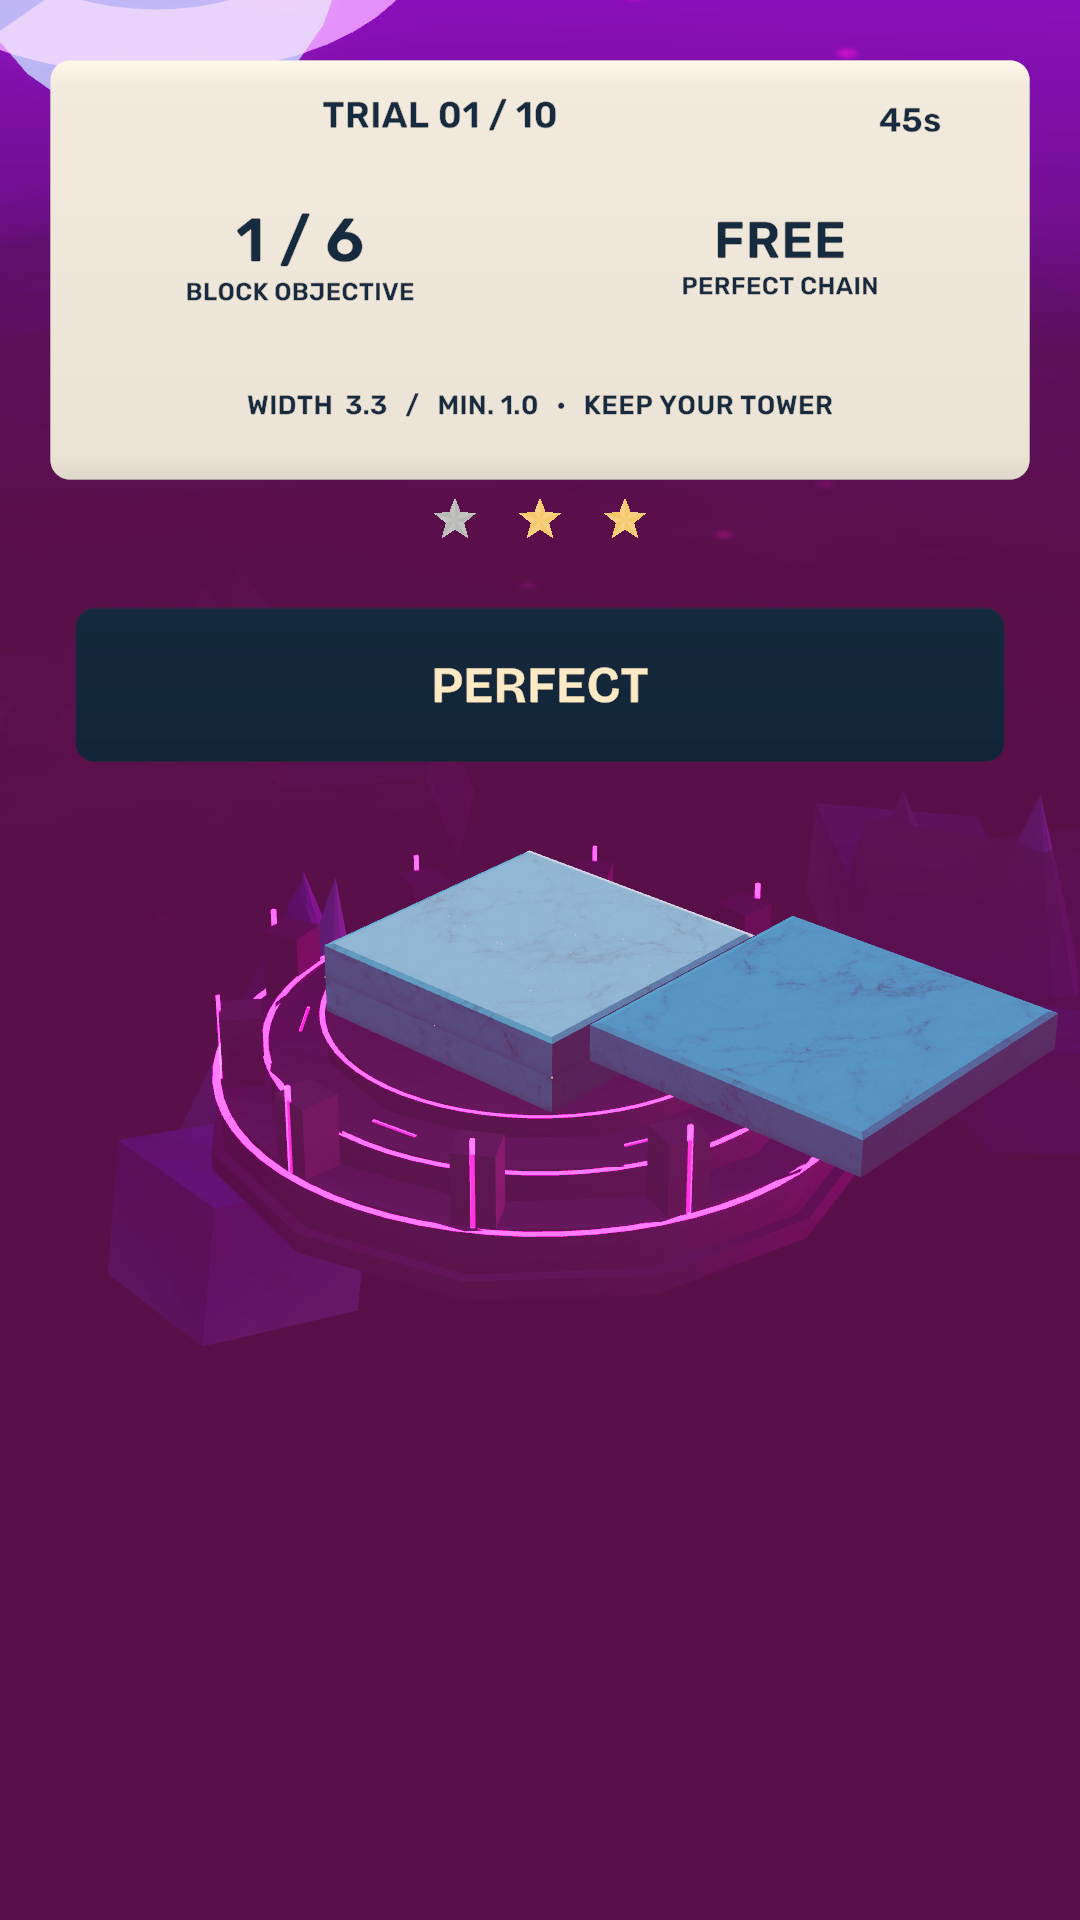 TRIAL 01 / 10
45s
1 / 6
BLOCK OBJECTIVE
FREE
PERFECT CHAIN
WIDTH 3.3 / MIN. 1.0 · KEEP YOUR TOWER
PERFECT